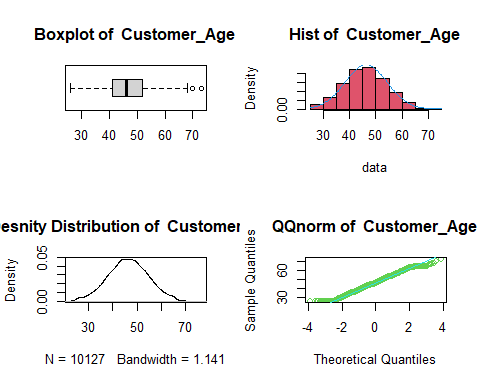 Boxplot of Customer_Age
30 40 50 60 70
Hist of Customer_Age
Density
0.00
30 40 50 60 70
data
Desnity Distribution of Customer
Density
0.00 0.05
30 50 70
N = 10127 Bandwidth = 1.141
QQnorm of Customer_Age
Sample Quantiles
30 60
-4 -2 0 2 4
Theoretical Quantiles